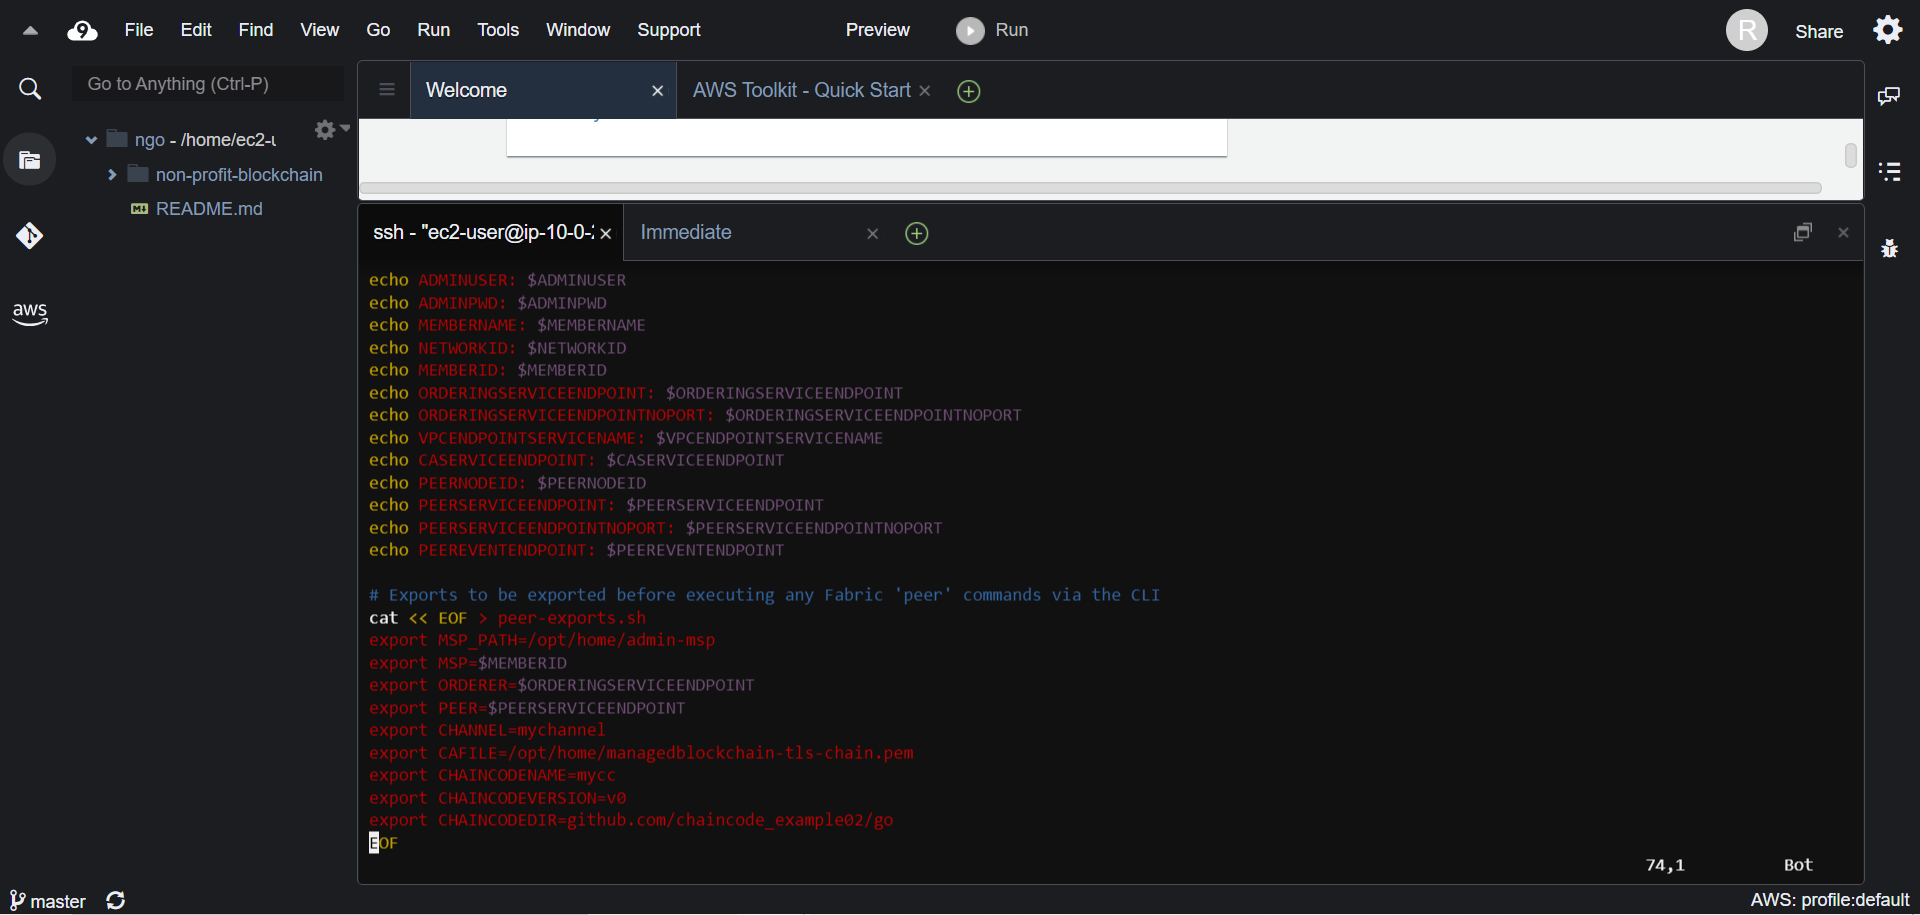 9 File Edit Find View Go Run Tools Window Support Preview Run R Share
Go to Anything (Ctrl-P)
Welcome AWS Toolkit - Quick Start
ngo - /home/ec2-u
non-profit-blockchain
M↓ README.md
aws
ssh - "ec2-user@ip-10-0-2 Immediate
echo ADMINUSER: $ADMINUSER
echo ADMINPWD: $ADMINPWD
echo MEMBERNAME: $MEMBERNAME
echo NETWORKID: $NETWORKID
echo MEMBERID: $MEMBERID
echo ORDERINGSERVICEENDPOINT: $ORDERINGSERVICEENDPOINT
echo ORDERINGSERVICEENDPOINTNOPORT: $ORDERINGSERVICEENDPOINTNOPORT
echo VPCENDPOINTSERVICENAME: $VPCENDPOINTSERVICENAME
echo CASERVICEENDPOINT: $CASERVICEENDPOINT
echo PEERNODEID: $PEERNODEID
echo PEERSERVICEENDPOINT: $PEERSERVICEENDPOINT
echo PEERSERVICEENDPOINTNOPORT: $PEERSERVICEENDPOINTNOPORT
echo PEEREVENTENDPOINT: $PEEREVENTENDPOINT
# Exports to be exported before executing any Fabric 'peer' commands via the CLI
cat << EOF > peer-exports.sh
export MSP_PATH=/opt/home/admin-msp
export MSP=$MEMBERID
export ORDERER=$ORDERINGSERVICEENDPOINT
export PEER=$PEERSERVICEENDPOINT
export CHANNEL=mychannel
export CAFILE=/opt/home/managedblockchain-tls-chain.pem
export CHAINCODENAME=mycc
export CHAINCODEVERSION=v0
export CHAINCODEDIR=github.com/chaincode_example02/go
EOF
74,1 Bot
master AWS: profile:default